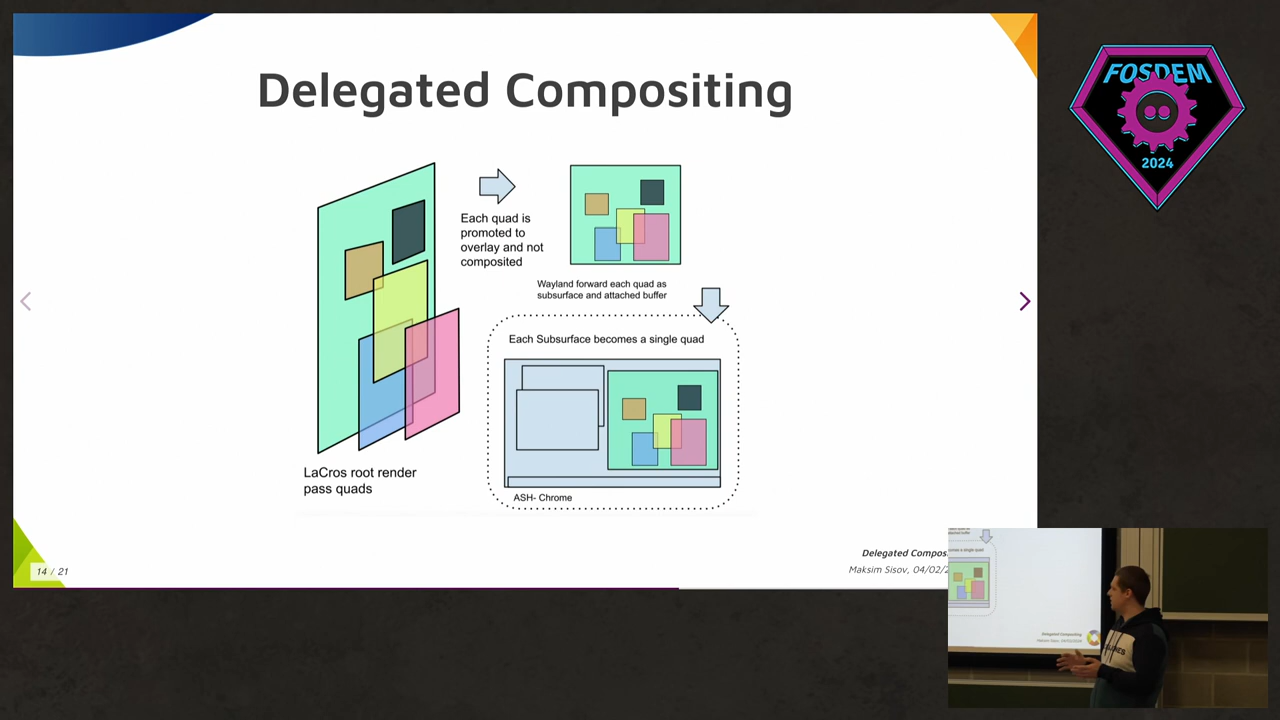 Delegated Compositing
Each quad is
promoted to
overlay and not
composited
Wayland forward each quad as
subsurface and attached buffer
Each Subsurface becomes a single quad
ASH- Chrome
LaCros root render
pass quads
14 / 21
Delegated Compos
Maksim Sisov, 04/02/2
FOSDEM
2024
Delegated Compositing